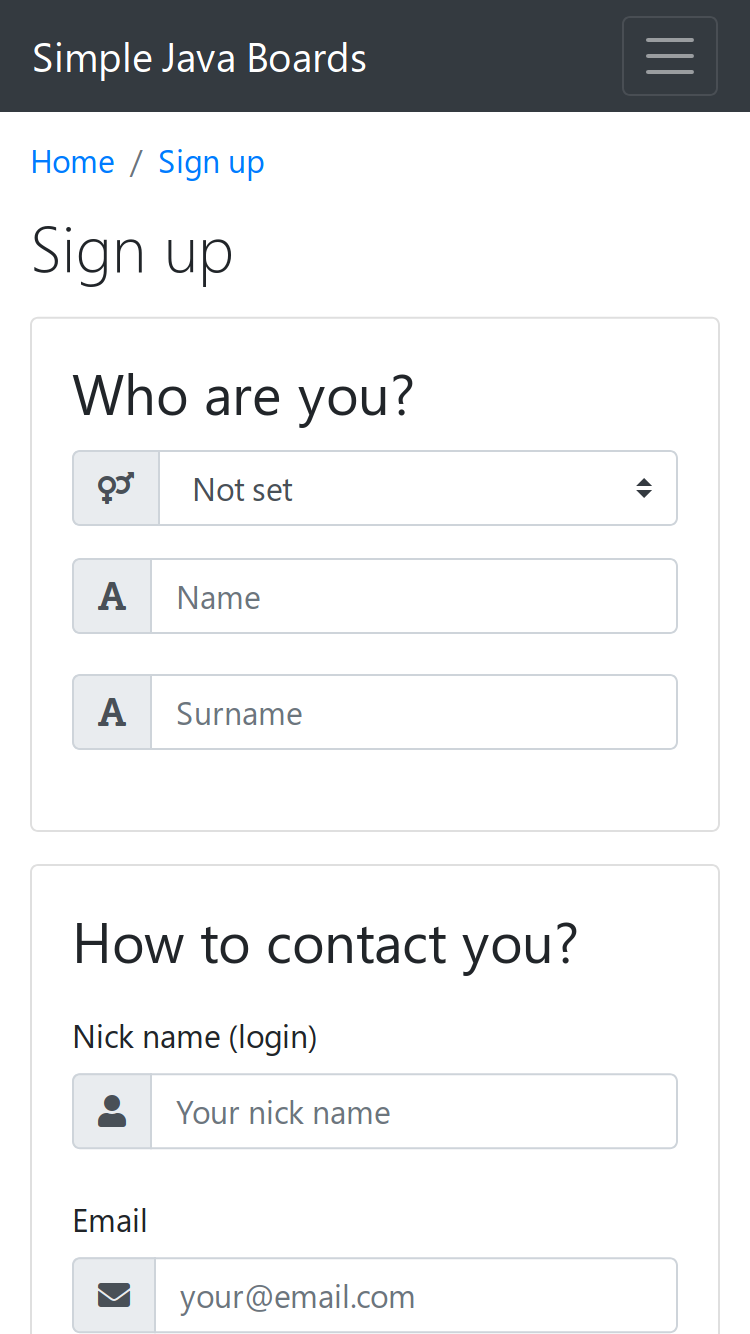 Simple Java Boards
Home / Sign up
Sign up
Who are you?
Not set
Name
Surname
How to contact you?
Nick name (login)
Your nick name
Email
your@email.com